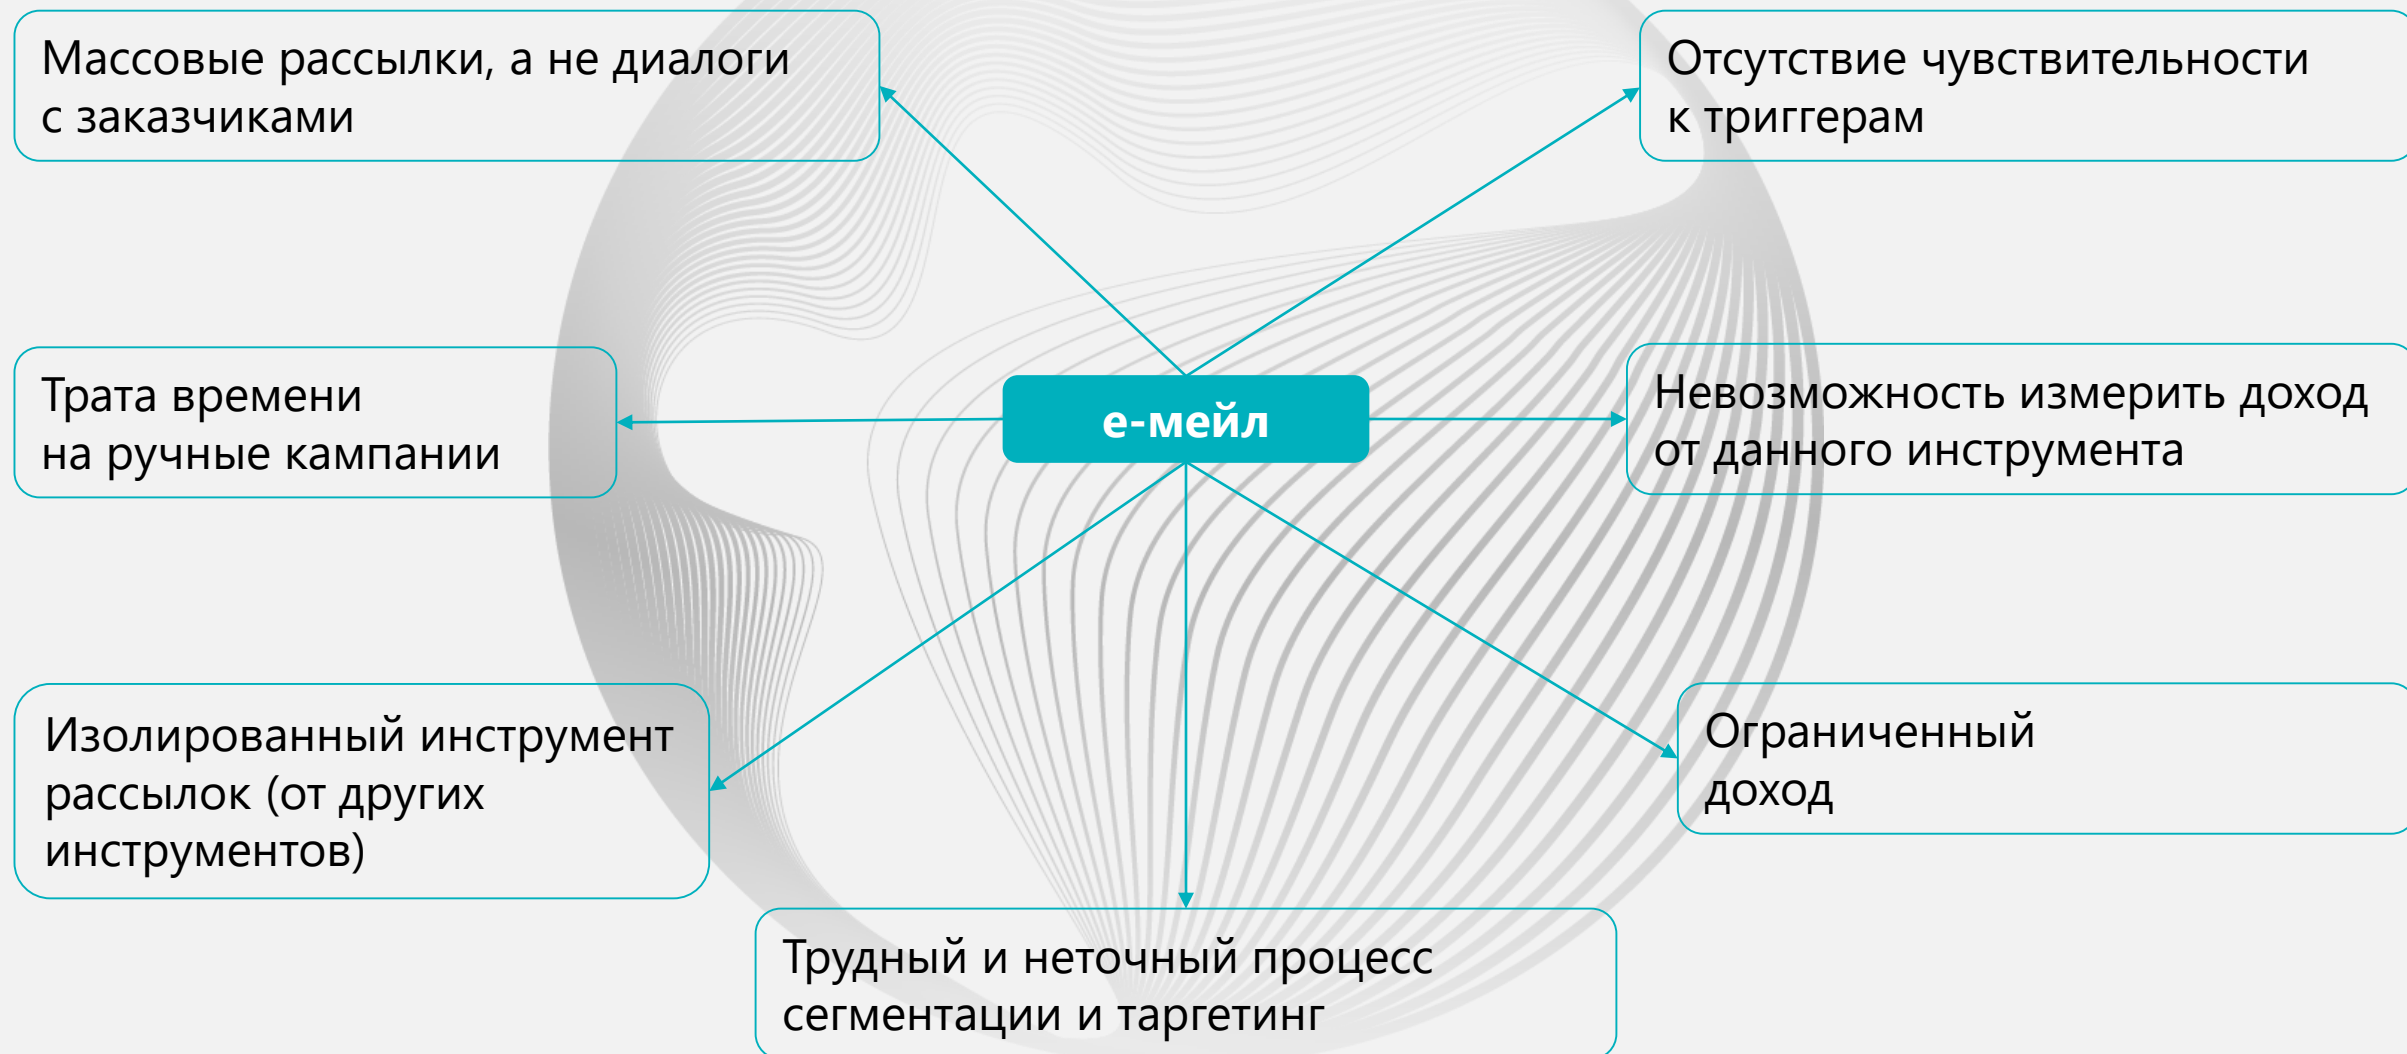 Массовые рассылки, а не диалоги
с заказчиками
Отсутствие чувствительности
к триггерам
Трата времени
на ручные кампании
е-мейл
Невозможность измерить доход
от данного инструмента
Изолированный инструмент
рассылок (от других
инструментов)
Ограниченный
доход
Трудный и неточный процесс
сегментации и таргетинг